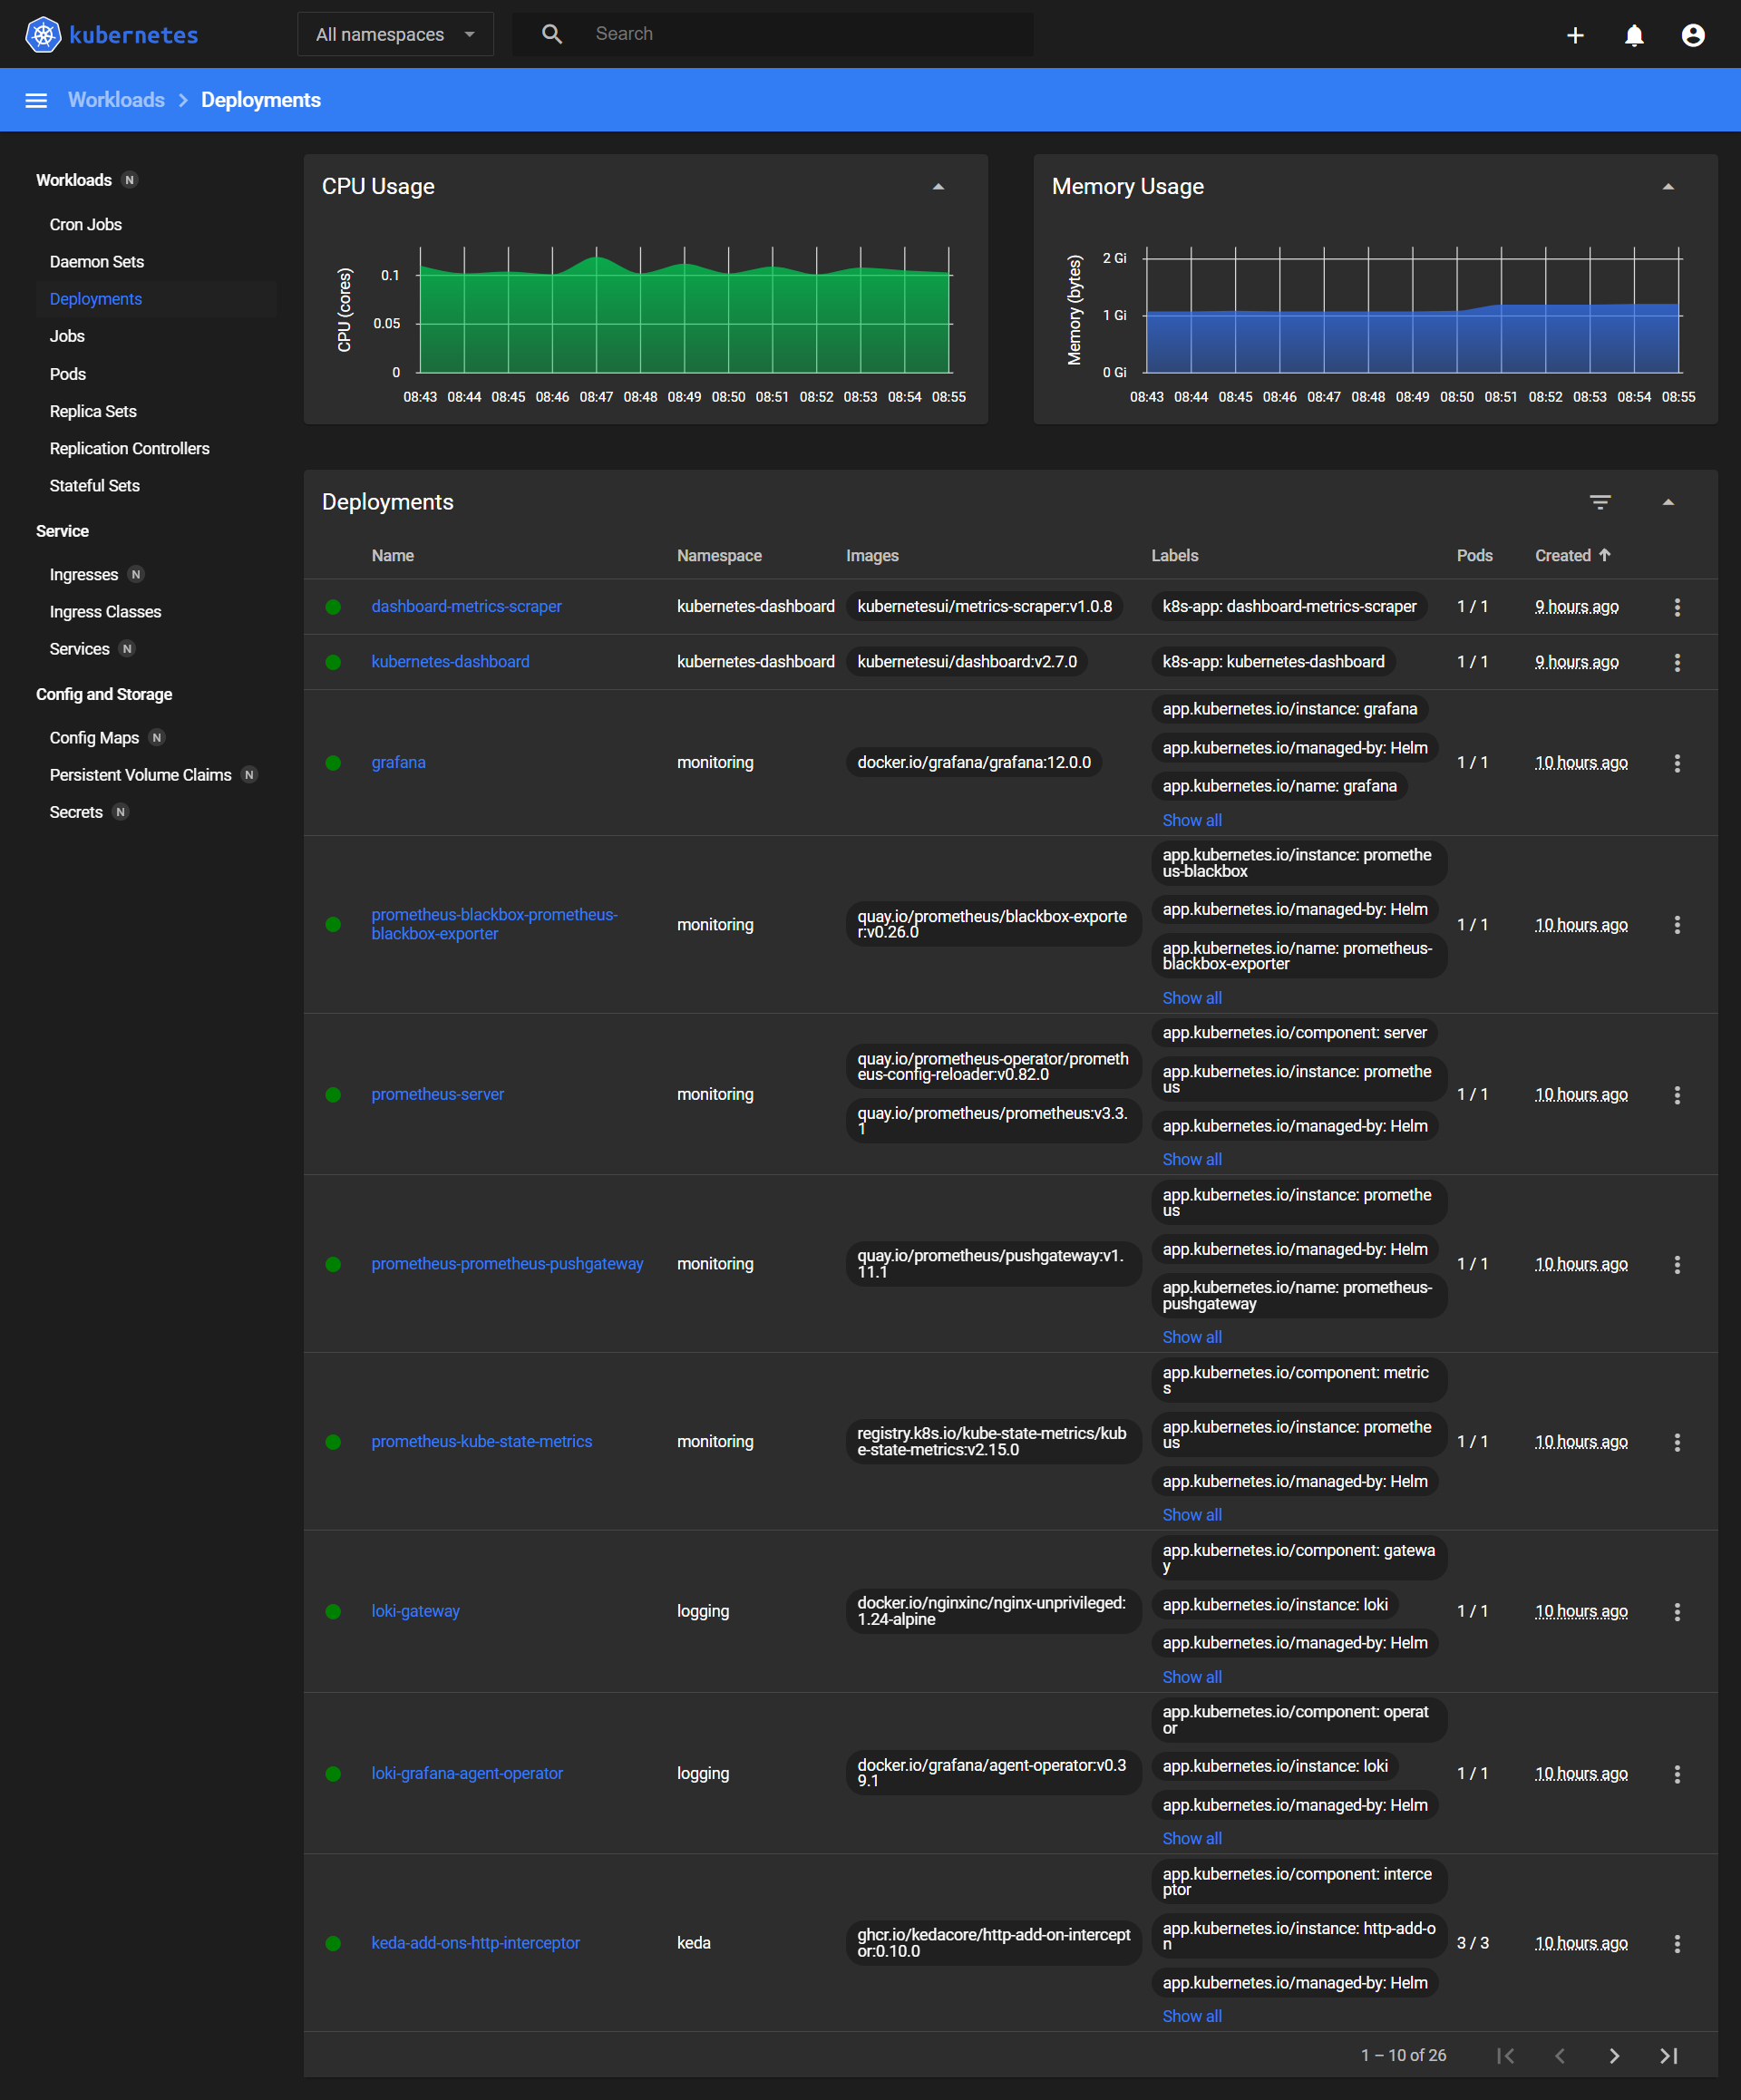 kubernetes
All namespaces
Search
Workloads
Deployments
Workloads N
Cron Jobs
Daemon Sets
Deployments
Jobs
Pods
Replica Sets
Replication Controllers
Stateful Sets
Service
Ingresses N
Ingress Classes
Services N
Config and Storage
Config Maps N
Persistent Volume Claims N
Secrets N
CPU Usage
CPU (cores)
0.1
0.05
0
08:43 08:44 08:45 08:46 08:47 08:48 08:49 08:50 08:51 08:52 08:53 08:54 08:55
Memory Usage
Memory (bytes)
2 Gi
1 Gi
0 Gi
08:43 08:44 08:45 08:46 08:47 08:48 08:49 08:50 08:51 08:52 08:53 08:54 08:55
Deployments
Name Namespace Images Labels Pods Created
dashboard-metrics-scraper kubernetes-dashboard kubernetesui/metrics-scraper:v1.0.8 k8s-app: dashboard-metrics-scraper 1 / 1 9 hours ago
kubernetes-dashboard kubernetes-dashboard kubernetesui/dashboard:v2.7.0 k8s-app: kubernetes-dashboard 1 / 1 9 hours ago
grafana monitoring docker.io/grafana/grafana:12.0.0
app.kubernetes.io/instance: grafana
app.kubernetes.io/managed-by: Helm
app.kubernetes.io/name: grafana
Show all
1 / 1 10 hours ago
prometheus-blackbox-prometheus-
blackbox-exporter
monitoring
quay.io/prometheus/blackbox-exporte
r:v0.26.0
app.kubernetes.io/instance: promethe
us-blackbox
app.kubernetes.io/managed-by: Helm
app.kubernetes.io/name: prometheus-
blackbox-exporter
Show all
1 / 1 10 hours ago
prometheus-server monitoring
quay.io/prometheus-operator/prometh
eus-config-reloader:v0.82.0
quay.io/prometheus/prometheus:v3.3.
1
app.kubernetes.io/component: server
app.kubernetes.io/instance: promethe
us
app.kubernetes.io/managed-by: Helm
Show all
1 / 1 10 hours ago
prometheus-prometheus-pushgateway monitoring
quay.io/prometheus/pushgateway:v1.
11.1
app.kubernetes.io/instance: promethe
us
app.kubernetes.io/managed-by: Helm
app.kubernetes.io/name: prometheus-
pushgateway
Show all
1 / 1 10 hours ago
prometheus-kube-state-metrics monitoring
registry.k8s.io/kube-state-metrics/kub
e-state-metrics:v2.15.0
app.kubernetes.io/component: metric
s
app.kubernetes.io/instance: promethe
us
app.kubernetes.io/managed-by: Helm
Show all
1 / 1 10 hours ago
loki-gateway logging
docker.io/nginxinc/nginx-unprivileged:
1.24-alpine
app.kubernetes.io/component: gatewa
y
app.kubernetes.io/instance: loki
app.kubernetes.io/managed-by: Helm
Show all
1 / 1 10 hours ago
loki-grafana-agent-operator logging
docker.io/grafana/agent-operator:v0.3
9.1
app.kubernetes.io/component: operat
or
app.kubernetes.io/instance: loki
app.kubernetes.io/managed-by: Helm
Show all
1 / 1 10 hours ago
keda-add-ons-http-interceptor keda
ghcr.io/kedacore/http-add-on-intercept
or:0.10.0
app.kubernetes.io/component: interce
ptor
app.kubernetes.io/instance: http-add-o
n
app.kubernetes.io/managed-by: Helm
Show all
3 / 3 10 hours ago
1 – 10 of 26